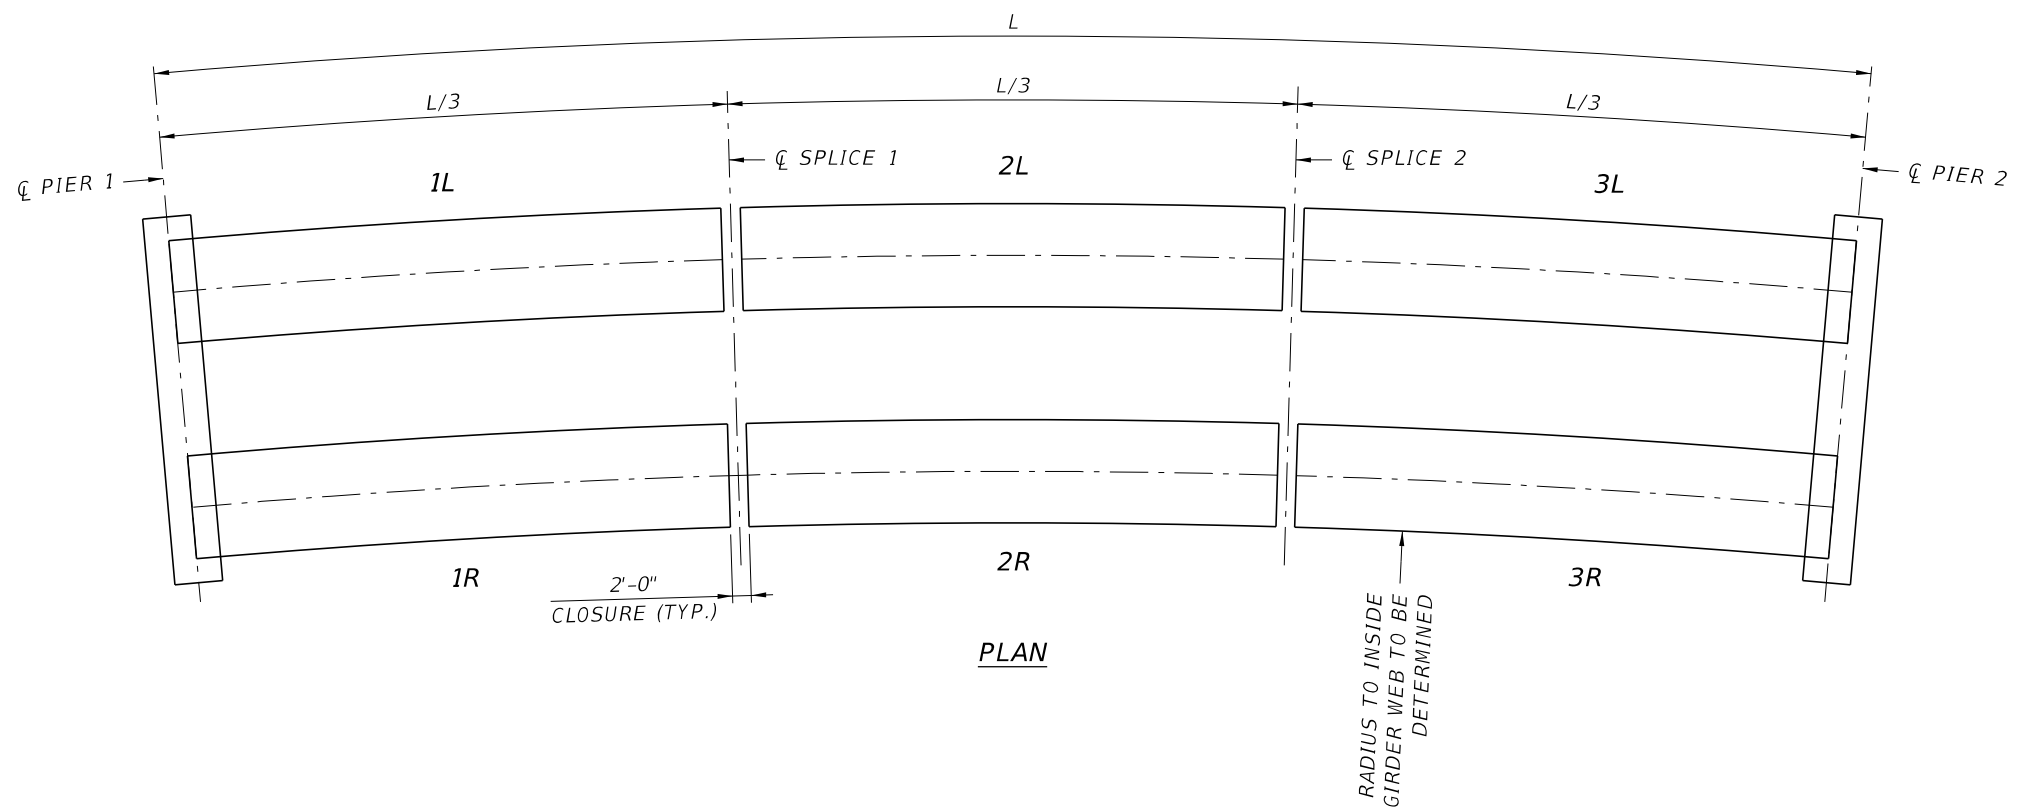 L
L/3
L/3
L/3
℄ SPLICE 1
℄ SPLICE 2
℄ PIER 1
℄ PIER 2
1L
2L
3L
1R
2R
3R
2'-0"
CLOSURE (TYP.)
PLAN
RADIUS TO INSIDE
GIRDER WEB TO BE
DETERMINED